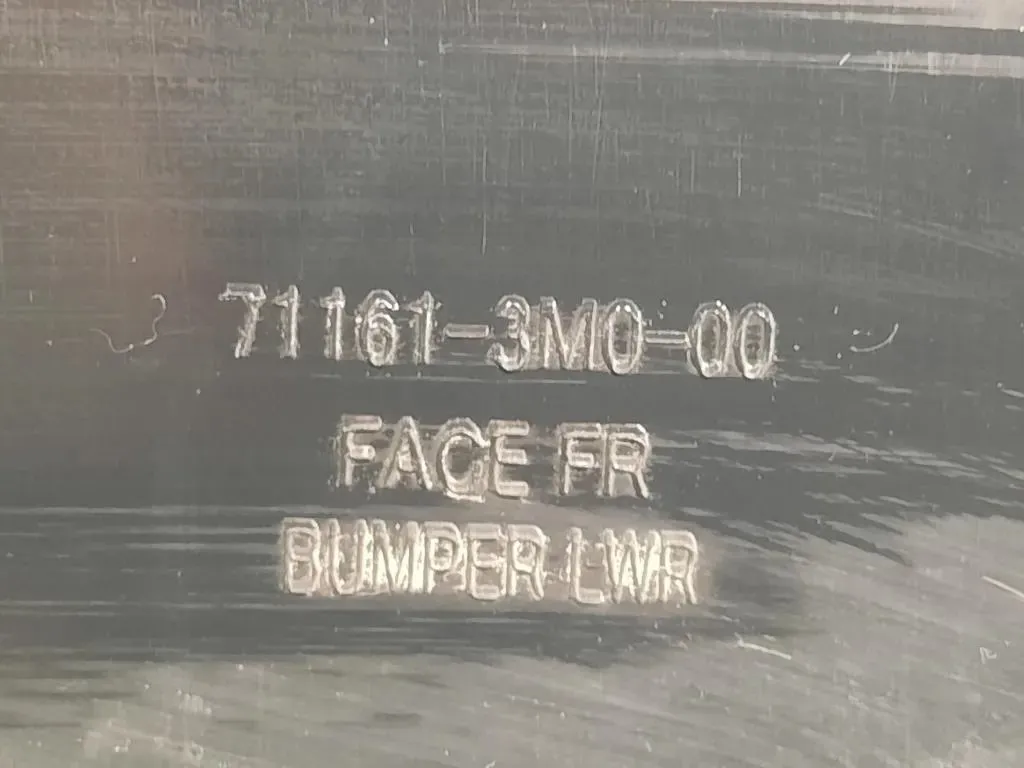 71161-3M0-00
FACE FR
BUMPER LWR